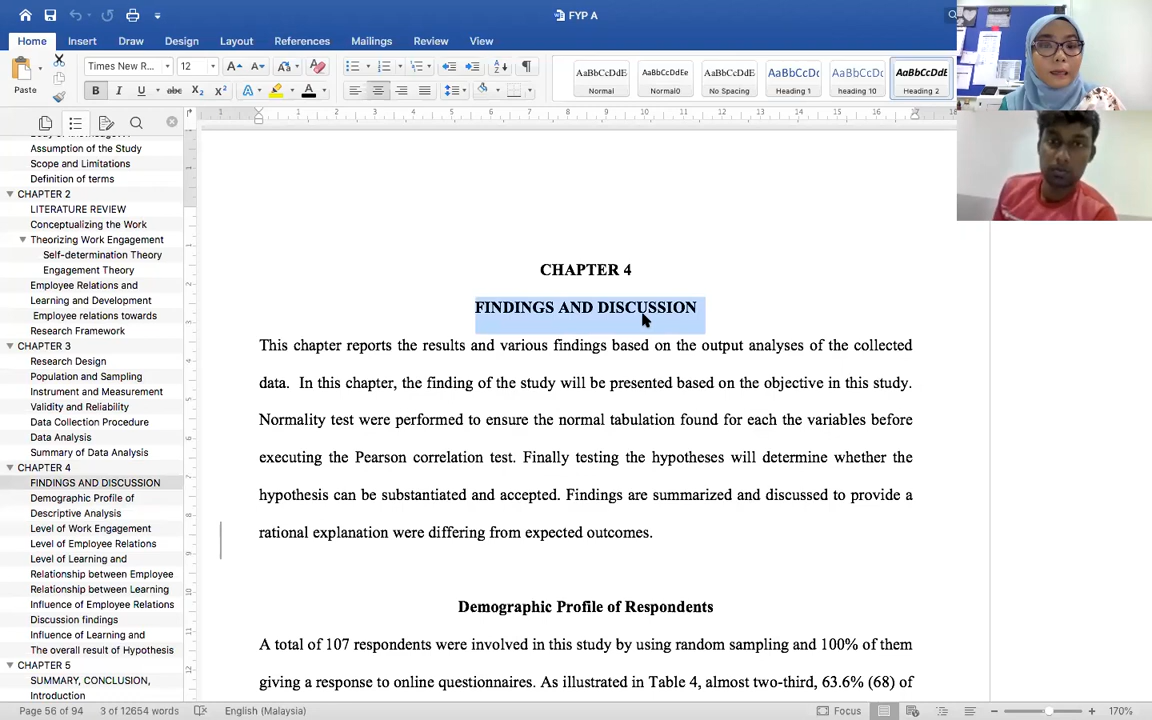 FYP A
Home Insert Draw Design Layout References Mailings Review View
Times New R... 12
Paste
AaBbCcDdE AaBbCcDdEe AaBbCcDdE AaBbCcDc AaBbCcDd AaBbCcDdE
Normal Normal0 No Spacing Heading 1 heading 10 Heading 2
Assumption of the Study
Scope and Limitations
Definition of terms
CHAPTER 2
LITERATURE REVIEW
Conceptualizing the Work
Theorizing Work Engagement
Self-determination Theory
Engagement Theory
Employee Relations and
Learning and Development
Employee relations towards
Research Framework
CHAPTER 3
Research Design
Population and Sampling
Instrument and Measurement
Validity and Reliability
Data Collection Procedure
Data Analysis
Summary of Data Analysis
CHAPTER 4
FINDINGS AND DISCUSSION
Demographic Profile of
Descriptive Analysis
Level of Work Engagement
Level of Employee Relations
Level of Learning and
Relationship between Employee
Relationship between Learning
Influence of Employee Relations
Discussion findings
Influence of Learning and
The overall result of Hypothesis
CHAPTER 5
SUMMARY, CONCLUSION,
Introduction
CHAPTER 4
FINDINGS AND DISCUSSION
This chapter reports the results and various findings based on the output analyses of the collected
data. In this chapter, the finding of the study will be presented based on the objective in this study.
Normality test were performed to ensure the normal tabulation found for each the variables before
executing the Pearson correlation test. Finally testing the hypotheses will determine whether the
hypothesis can be substantiated and accepted. Findings are summarized and discussed to provide a
rational explanation were differing from expected outcomes.
Demographic Profile of Respondents
A total of 107 respondents were involved in this study by using random sampling and 100% of them
giving a response to online questionnaires. As illustrated in Table 4, almost two-third, 63.6% (68) of
Page 56 of 94 3 of 12654 words English (Malaysia) Focus 170%